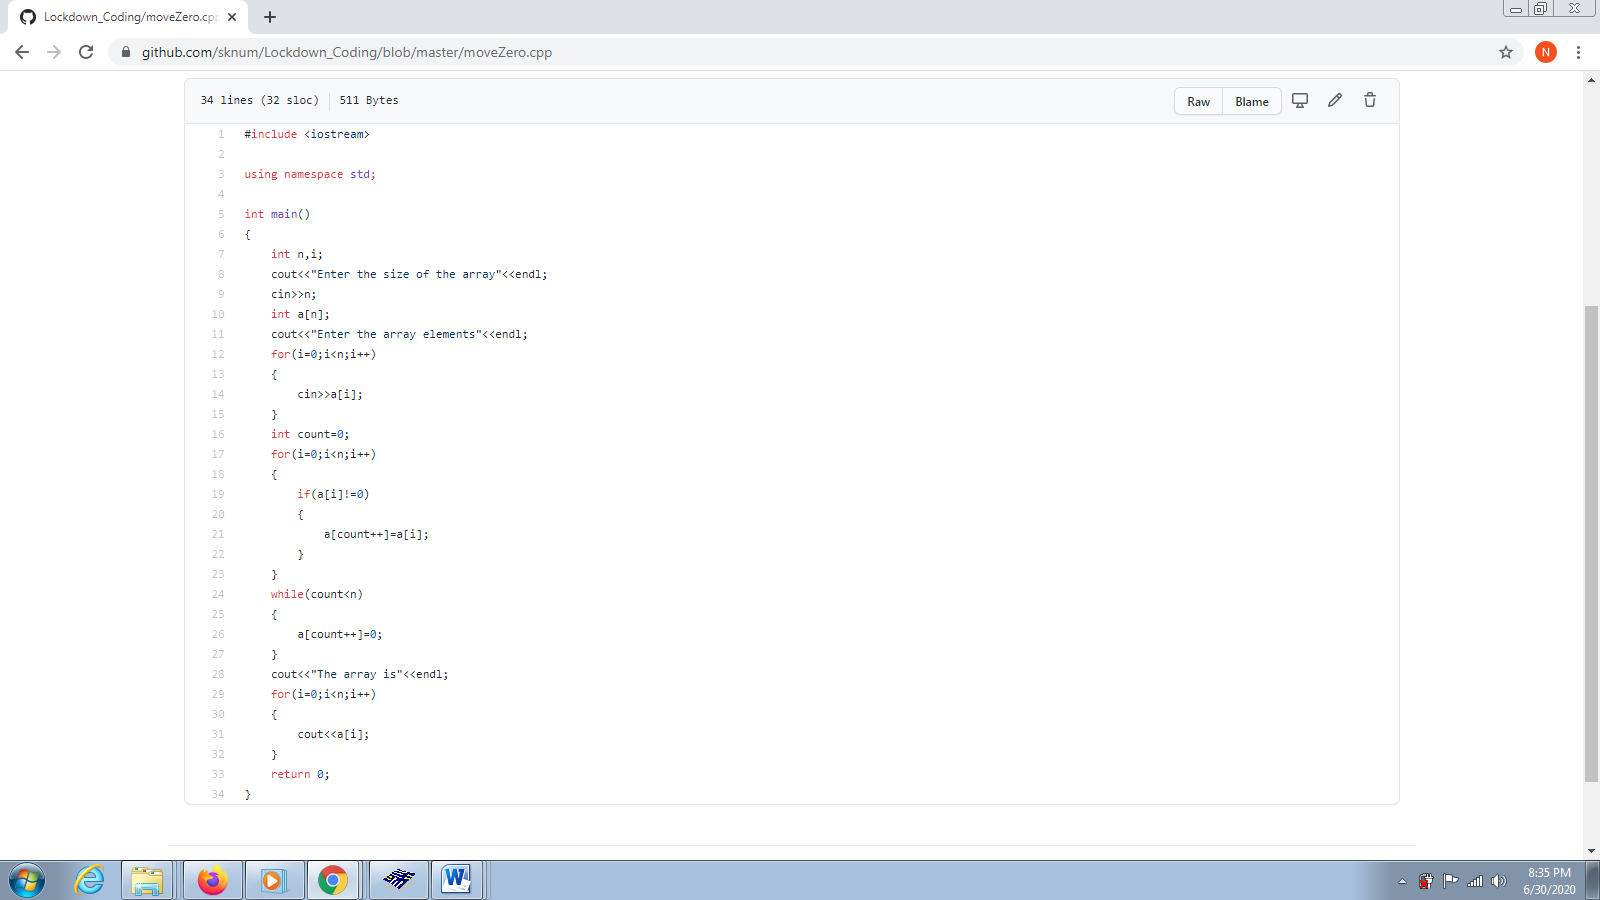 Lockdown_Coding/moveZero.cpp
github.com/sknum/Lockdown_Coding/blob/master/moveZero.cpp
N
34 lines (32 sloc) 511 Bytes Raw Blame
1 #include <iostream>
2
3 using namespace std;
4
5 int main()
6 {
7 int n,i;
8 cout<<"Enter the size of the array"<<endl;
9 cin>>n;
10 int a[n];
11 cout<<"Enter the array elements"<<endl;
12 for(i=0;i<n;i++)
13 {
14 cin>>a[i];
15 }
16 int count=0;
17 for(i=0;i<n;i++)
18 {
19 if(a[i]!=0)
20 {
21 a[count++]=a[i];
22 }
23 }
24 while(count<n)
25 {
26 a[count++]=0;
27 }
28 cout<<"The array is"<<endl;
29 for(i=0;i<n;i++)
30 {
31 cout<<a[i];
32 }
33 return 0;
34 }
8:35 PM
6/30/2020